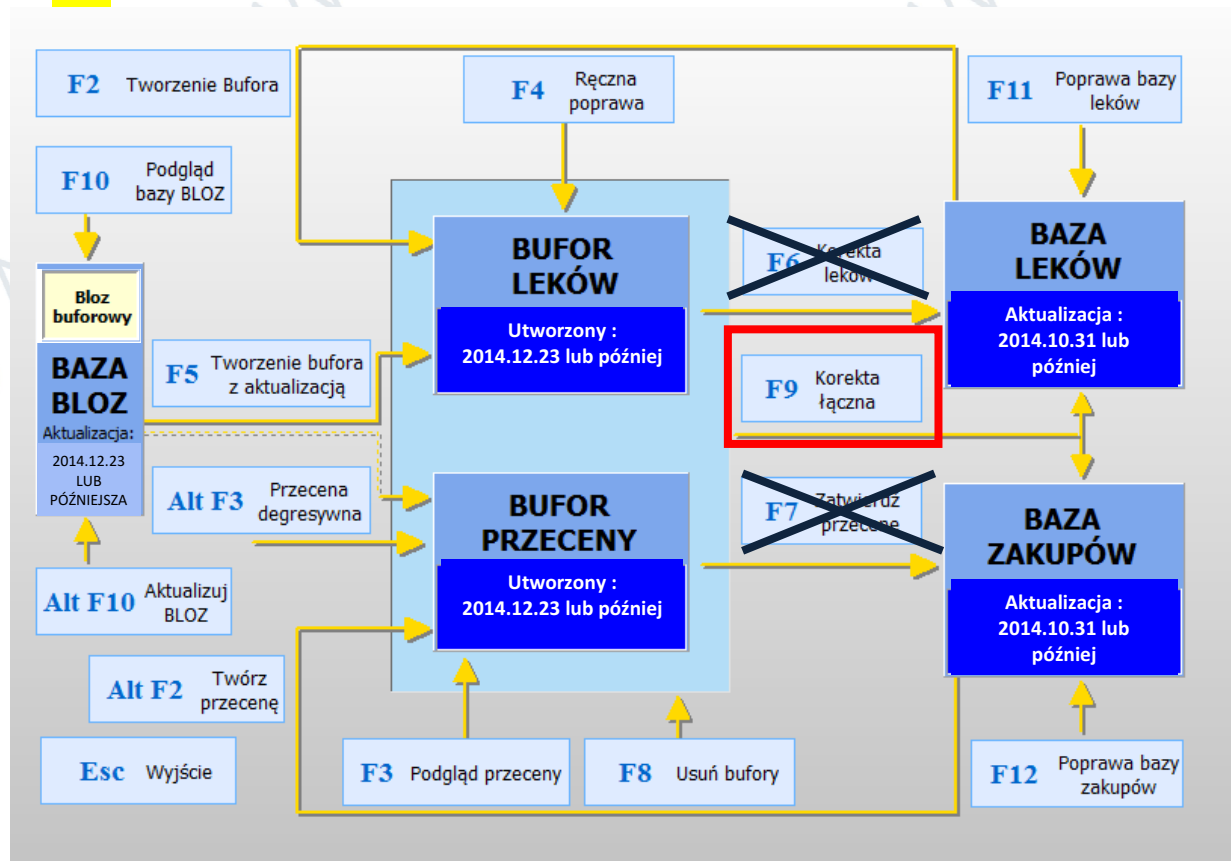 F2 Tworzenie Bufora
F4 Ręczna
poprawa
F11 Poprawa bazy
leków
F10 Podgląd
bazy BLOZ
BUFOR
LEKÓW
Utworzony :
2014.12.23 lub później
F6 Korekta
leków
BAZA
LEKÓW
Aktualizacja :
2014.10.31 lub
później
Bloz
buforowy
BAZA
BLOZ
Aktualizacja:
2014.12.23
LUB
PÓŹNIEJSZA
F5 Tworzenie bufora
z aktualizacją
F9 Korekta
łączna
Alt F3 Przecena
degresywna
BUFOR
PRZECENY
Utworzony :
2014.12.23 lub później
F7 Zatwierdź
przecenę
BAZA
ZAKUPÓW
Aktualizacja :
2014.10.31 lub
później
Alt F10 Aktualizuj
BLOZ
Alt F2 Twórz
przecenę
Esc Wyjście
F3 Podgląd przeceny
F8 Usuń bufory
F12 Poprawa bazy
zakupów